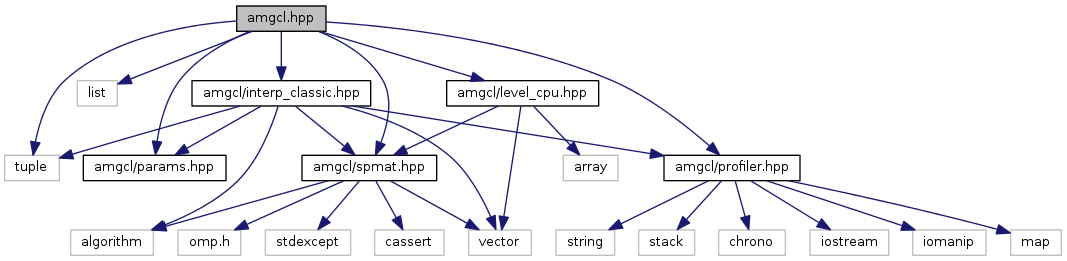 amgcl.hpp
list
amgcl/interp_classic.hpp
amgcl/level_cpu.hpp
tuple
amgcl/params.hpp
amgcl/spmat.hpp
array
amgcl/profiler.hpp
algorithm
omp.h
stdexcept
cassert
vector
string
stack
chrono
iostream
iomanip
map